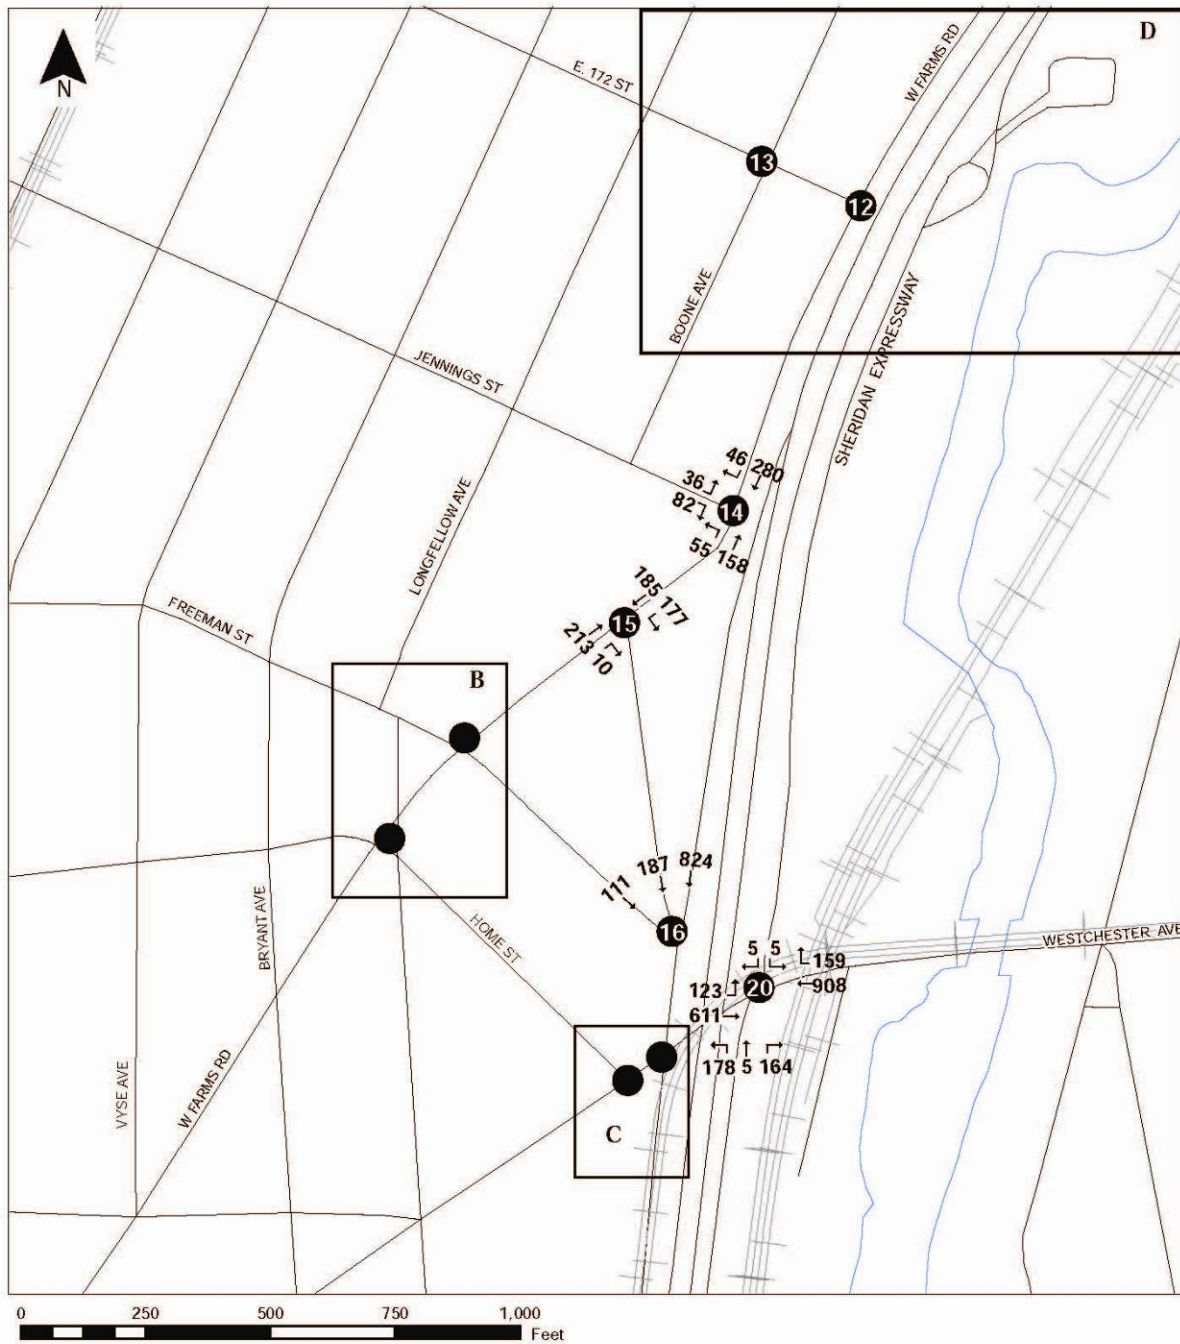 D
N
E. 172 ST
W FARMS RD
13
12
BOONE AVE
SHERIDAN EXPRESSWAY
JENNINGS ST
46 280
36
82
14
55 158
LONGFELLOW AVE
185 177
15
213 10
FREEMAN ST
B
187 824
111
16
BRYANT AVE
HOME ST
WESTCHESTER AVE
5 5
159
123
20
908
611
178 5 164
VYSE AVE
W FARMS RD
C
0 250 500 750 1,000
Feet